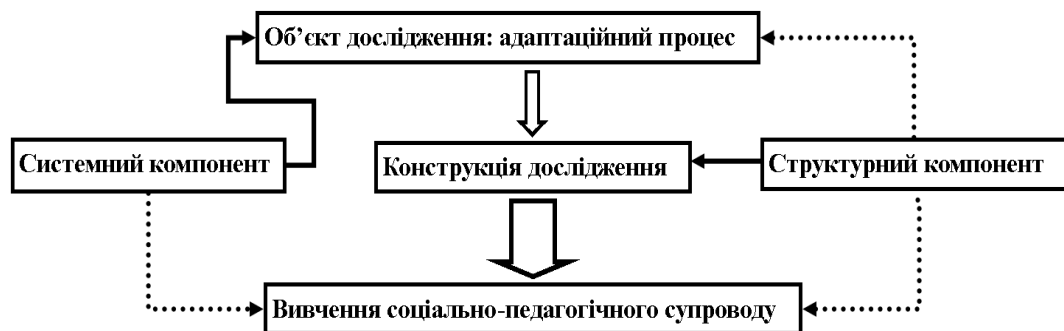 Об’єкт дослідження: адаптаційний процес
Системний компонент
Конструкція дослідження
Структурний компонент
Вивчення соціально-педагогічного супроводу